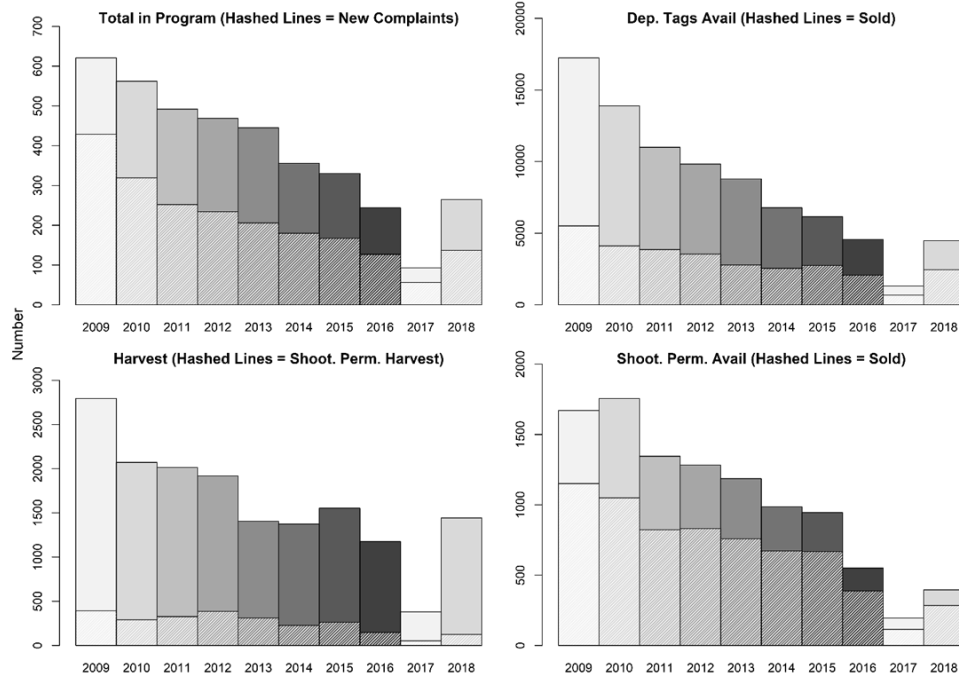 Total in Program (Hashed Lines = New Complaints)
700
600
500
400
300
200
100
0
2009 2010 2011 2012 2013 2014 2015 2016 2017 2018
Dep. Tags Avail (Hashed Lines = Sold)
20000
15000
10000
5000
0
2009 2010 2011 2012 2013 2014 2015 2016 2017 2018
Number
Harvest (Hashed Lines = Shoot. Perm. Harvest)
3000
2500
2000
1500
1000
500
0
2009 2010 2011 2012 2013 2014 2015 2016 2017 2018
Shoot. Perm. Avail (Hashed Lines = Sold)
2000
1500
1000
500
0
2009 2010 2011 2012 2013 2014 2015 2016 2017 2018